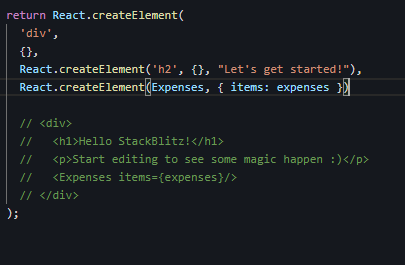 return React.createElement(
'div',
{},
React.createElement('h2', {}, "Let's get started!"),
React.createElement(Expenses, { items: expenses })
// <div>
//   <h1>Hello StackBlitz!</h1>
//   <p>Start editing to see some magic happen :)</p>
//   <Expenses items={expenses}/>
// </div>
);